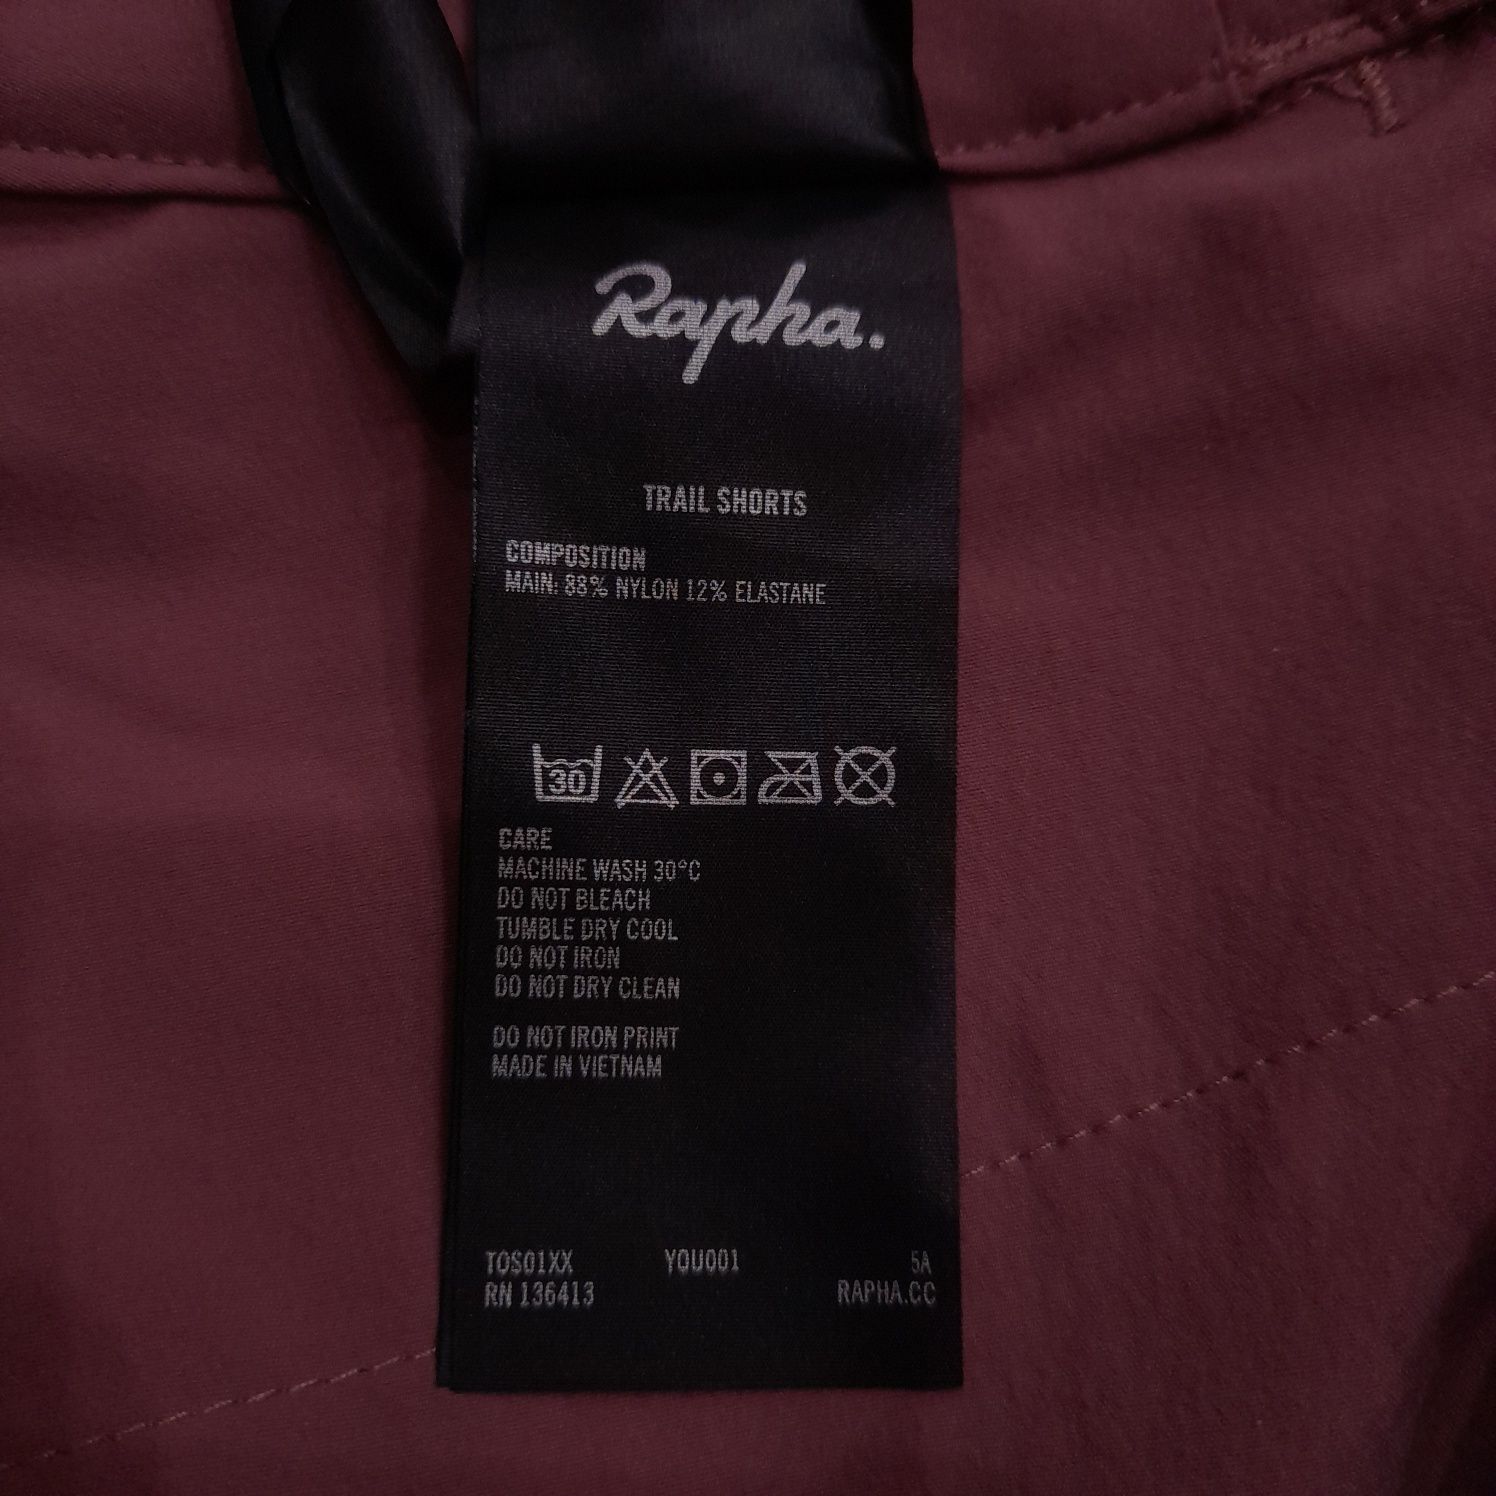 Rapha.
TRAIL SHORTS
COMPOSITION
MAIN: 88% NYLON 12% ELASTANE
30
CARE
MACHINE WASH 30°C
DO NOT BLEACH
TUMBLE DRY COOL
DO NOT IRON
DO NOT DRY CLEAN
DO NOT IRON PRINT
MADE IN VIETNAM
TOS01XX YOU001 5A
RN 136413 RAPHA.CC